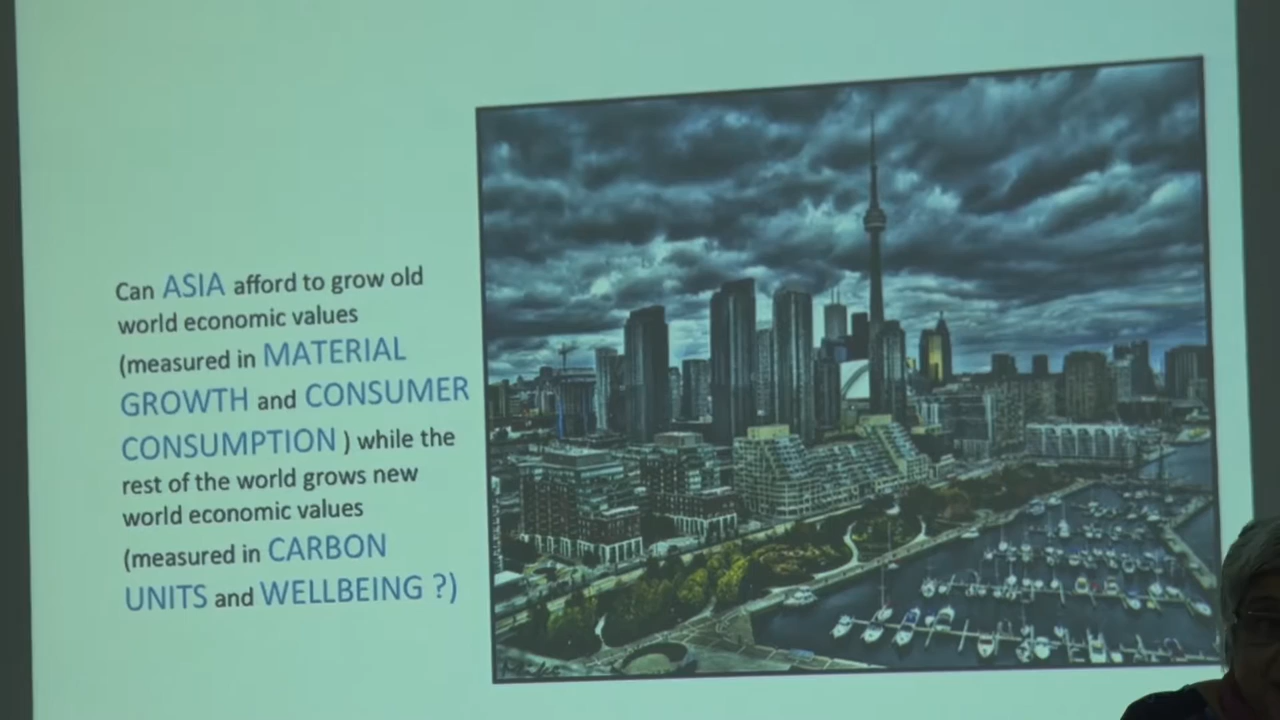 Can ASIA afford to grow old
world economic values
(measured in MATERIAL
GROWTH and CONSUMER
CONSUMPTION ) while the
rest of the world grows new
world economic values
(measured in CARBON
UNITS and WELLBEING ?)